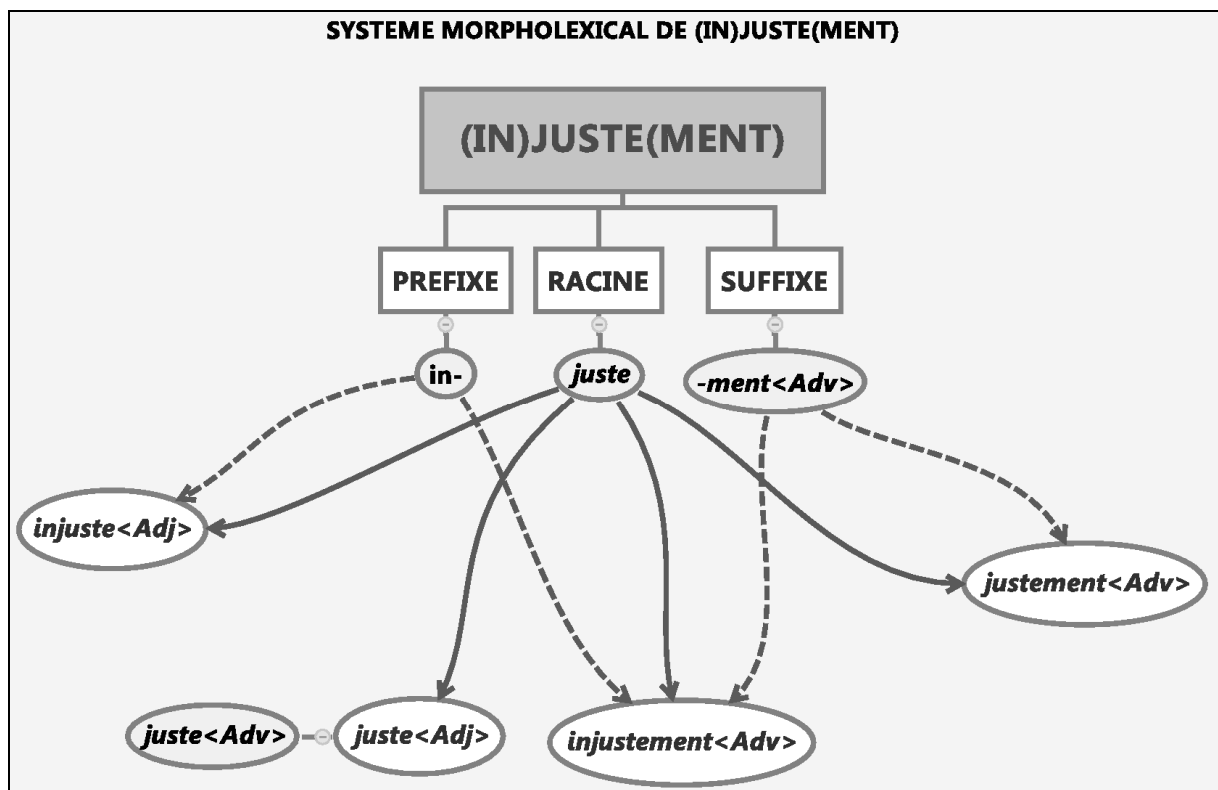 SYSTEME MORPHOLEXICAL DE (IN)JUSTE(MENT)
(IN)JUSTE(MENT)
PREFIXE
RACINE
SUFFIXE
in-
juste
-ment<Adv>
injuste<Adj>
justement<Adv>
juste<Adv>
juste<Adj>
injustement<Adv>